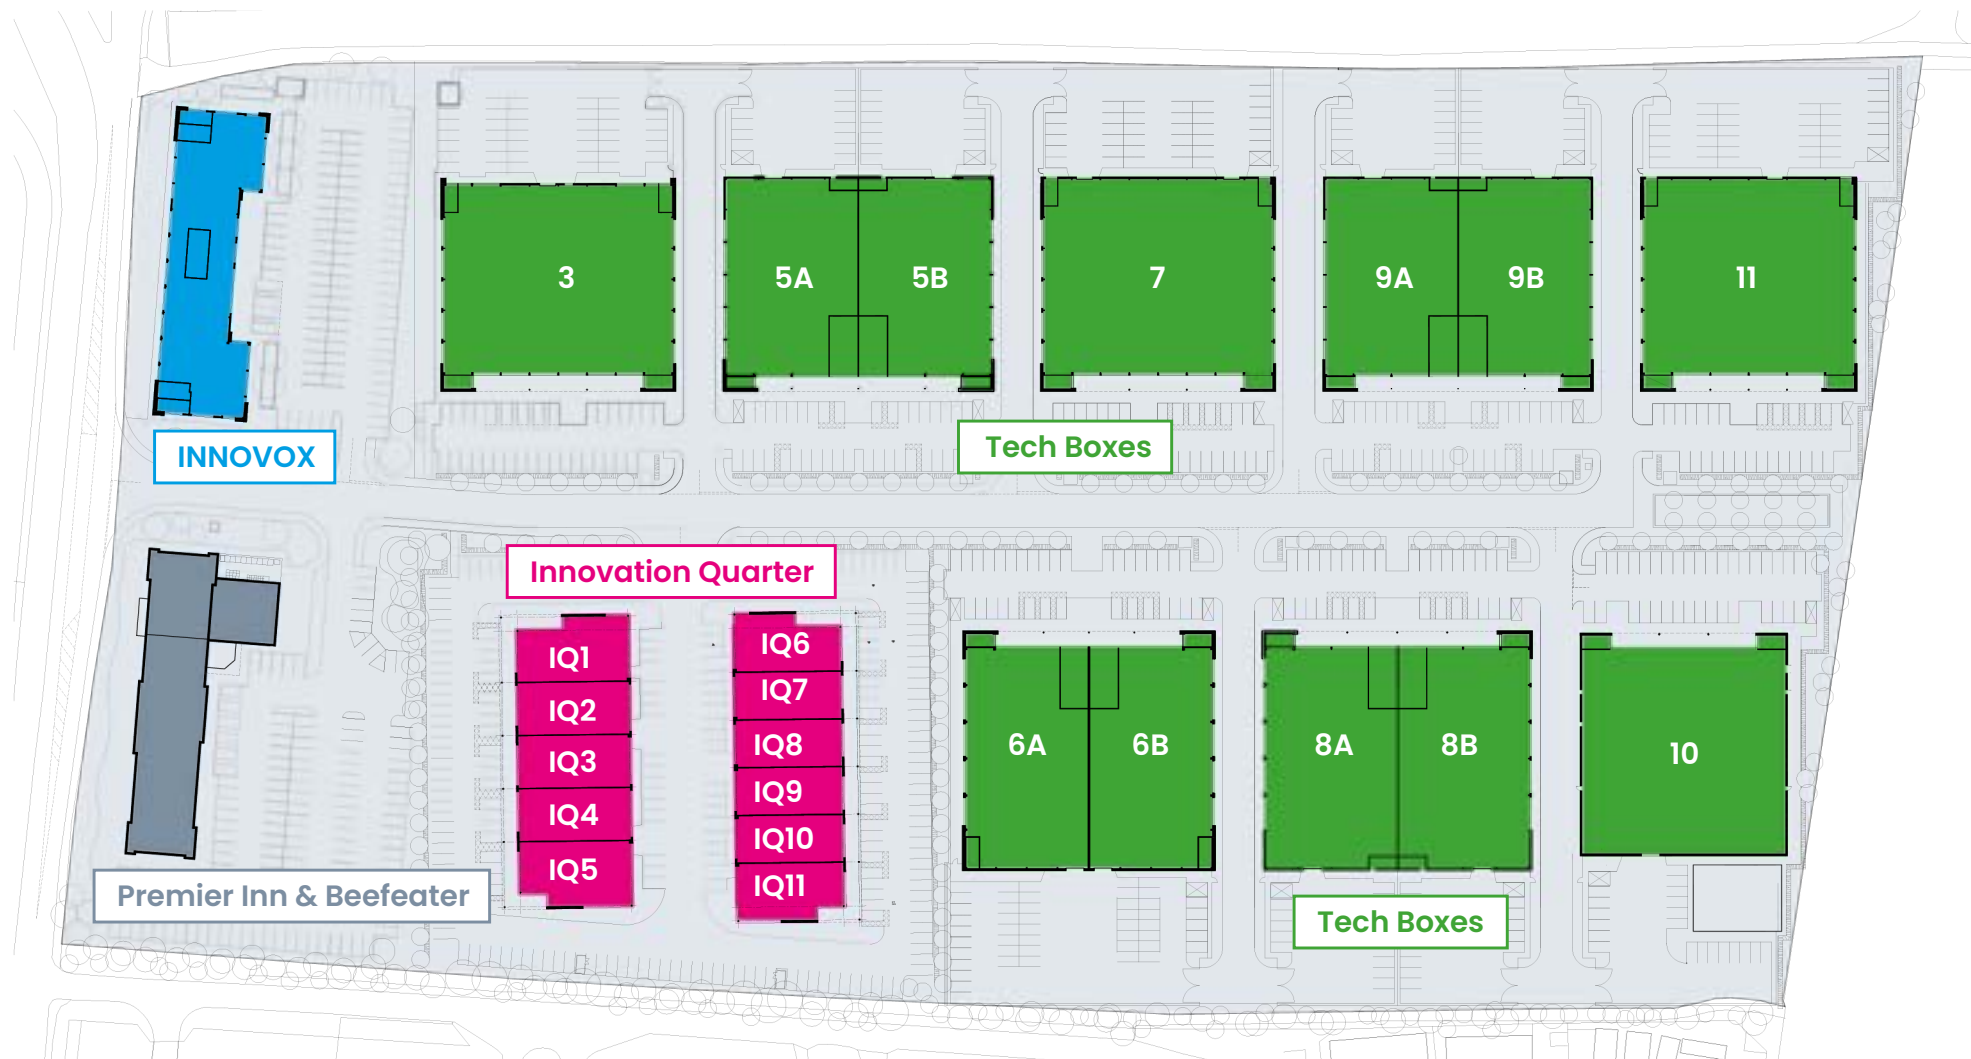 3
5A
5B
7
9A
9B
11
INNOVOX
Tech Boxes
Innovation Quarter
IQ1
IQ2
IQ3
IQ4
IQ5
IQ6
IQ7
IQ8
IQ9
IQ10
IQ11
6A
6B
8A
8B
10
Premier Inn & Beefeater
Tech Boxes